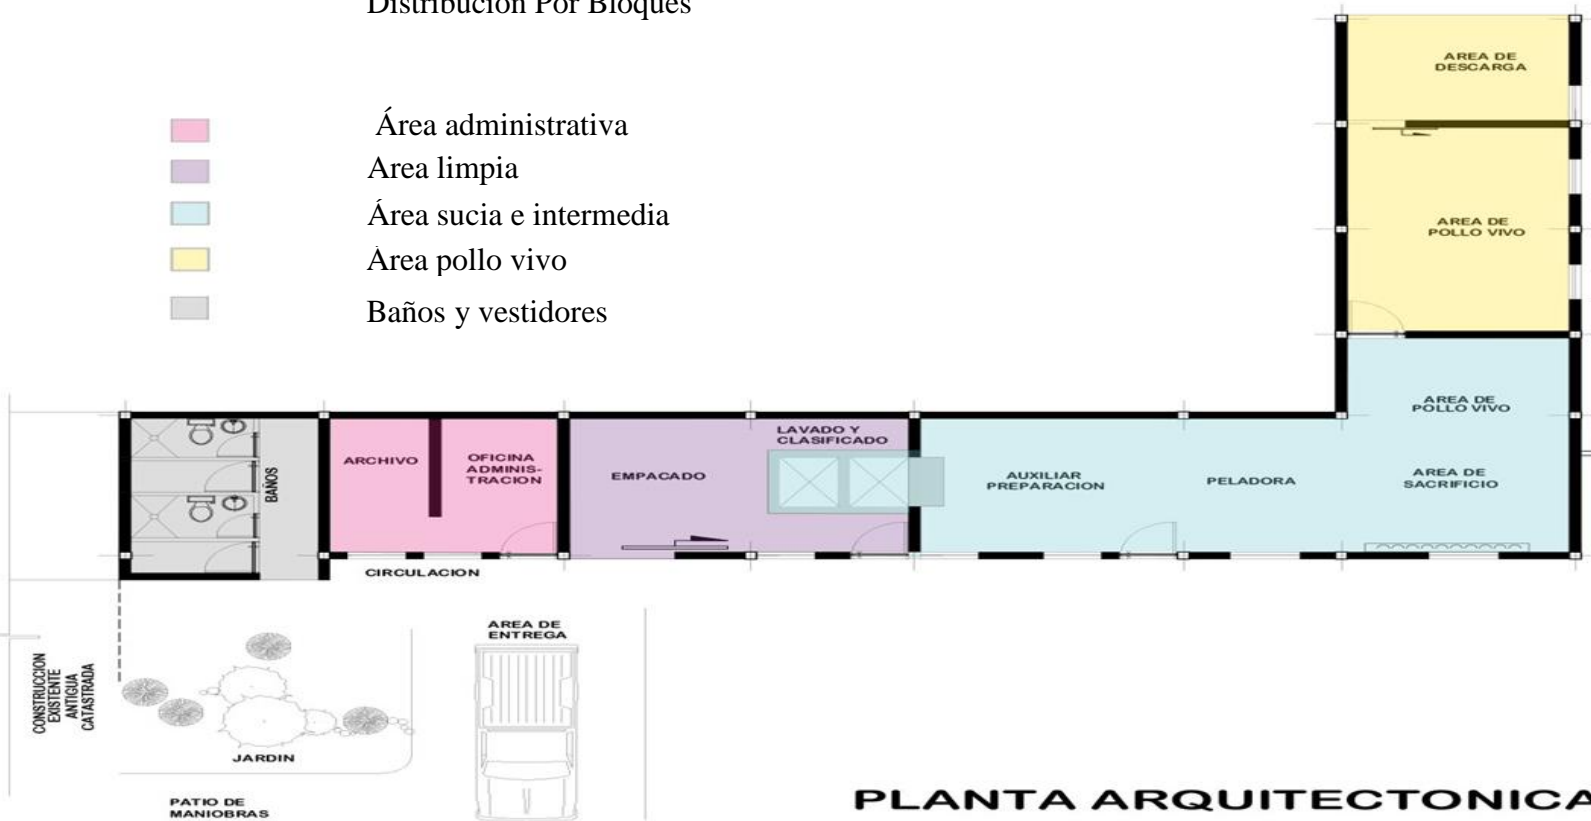 Distribución Por Bloques
Área administrativa
Area limpia
Área sucia e intermedia
Área pollo vivo
Baños y vestidores
AREA DE
DESCARGA
AREA DE
POLLO VIVO
AREA DE
POLLO VIVO
AREA DE
SACRIFICIO
PELADORA
AUXILIAR
PREPARACION
LAVADO Y
CLASIFICADO
EMPACADO
OFICINA
ADMINIS-
TRACION
ARCHIVO
BAÑOS
CIRCULACION
AREA DE
ENTREGA
CONSTRUCCION
EXISTENTE
ANTIGUA
CATASTRADA
JARDIN
PATIO DE
MANIOBRAS
PLANTA ARQUITECTONICA